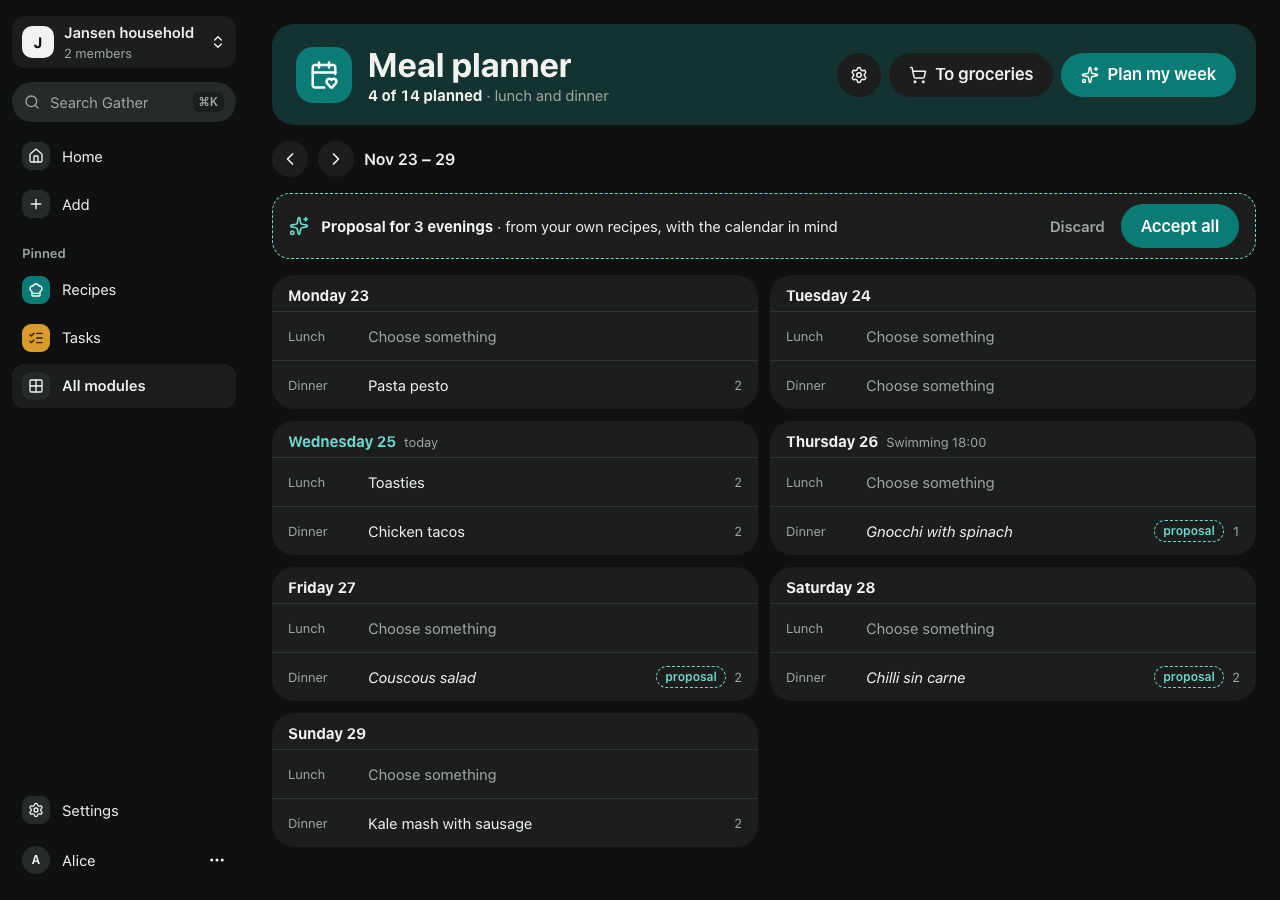 J
Jansen household
2 members
Search Gather
⌘K
Home
Add
Pinned
Recipes
Tasks
All modules
Settings
A
Alice
Meal planner
4 of 14 planned · lunch and dinner
To groceries
Plan my week
Nov 23 – 29
Proposal for 3 evenings · from your own recipes, with the calendar in mind
Discard
Accept all
Monday 23
Lunch Choose something
Dinner Pasta pesto 2
Tuesday 24
Lunch Choose something
Dinner Choose something
Wednesday 25 today
Lunch Toasties 2
Dinner Chicken tacos 2
Thursday 26 Swimming 18:00
Lunch Choose something
Dinner Gnocchi with spinach proposal 1
Friday 27
Lunch Choose something
Dinner Couscous salad proposal 2
Saturday 28
Lunch Choose something
Dinner Chilli sin carne proposal 2
Sunday 29
Lunch Choose something
Dinner Kale mash with sausage 2